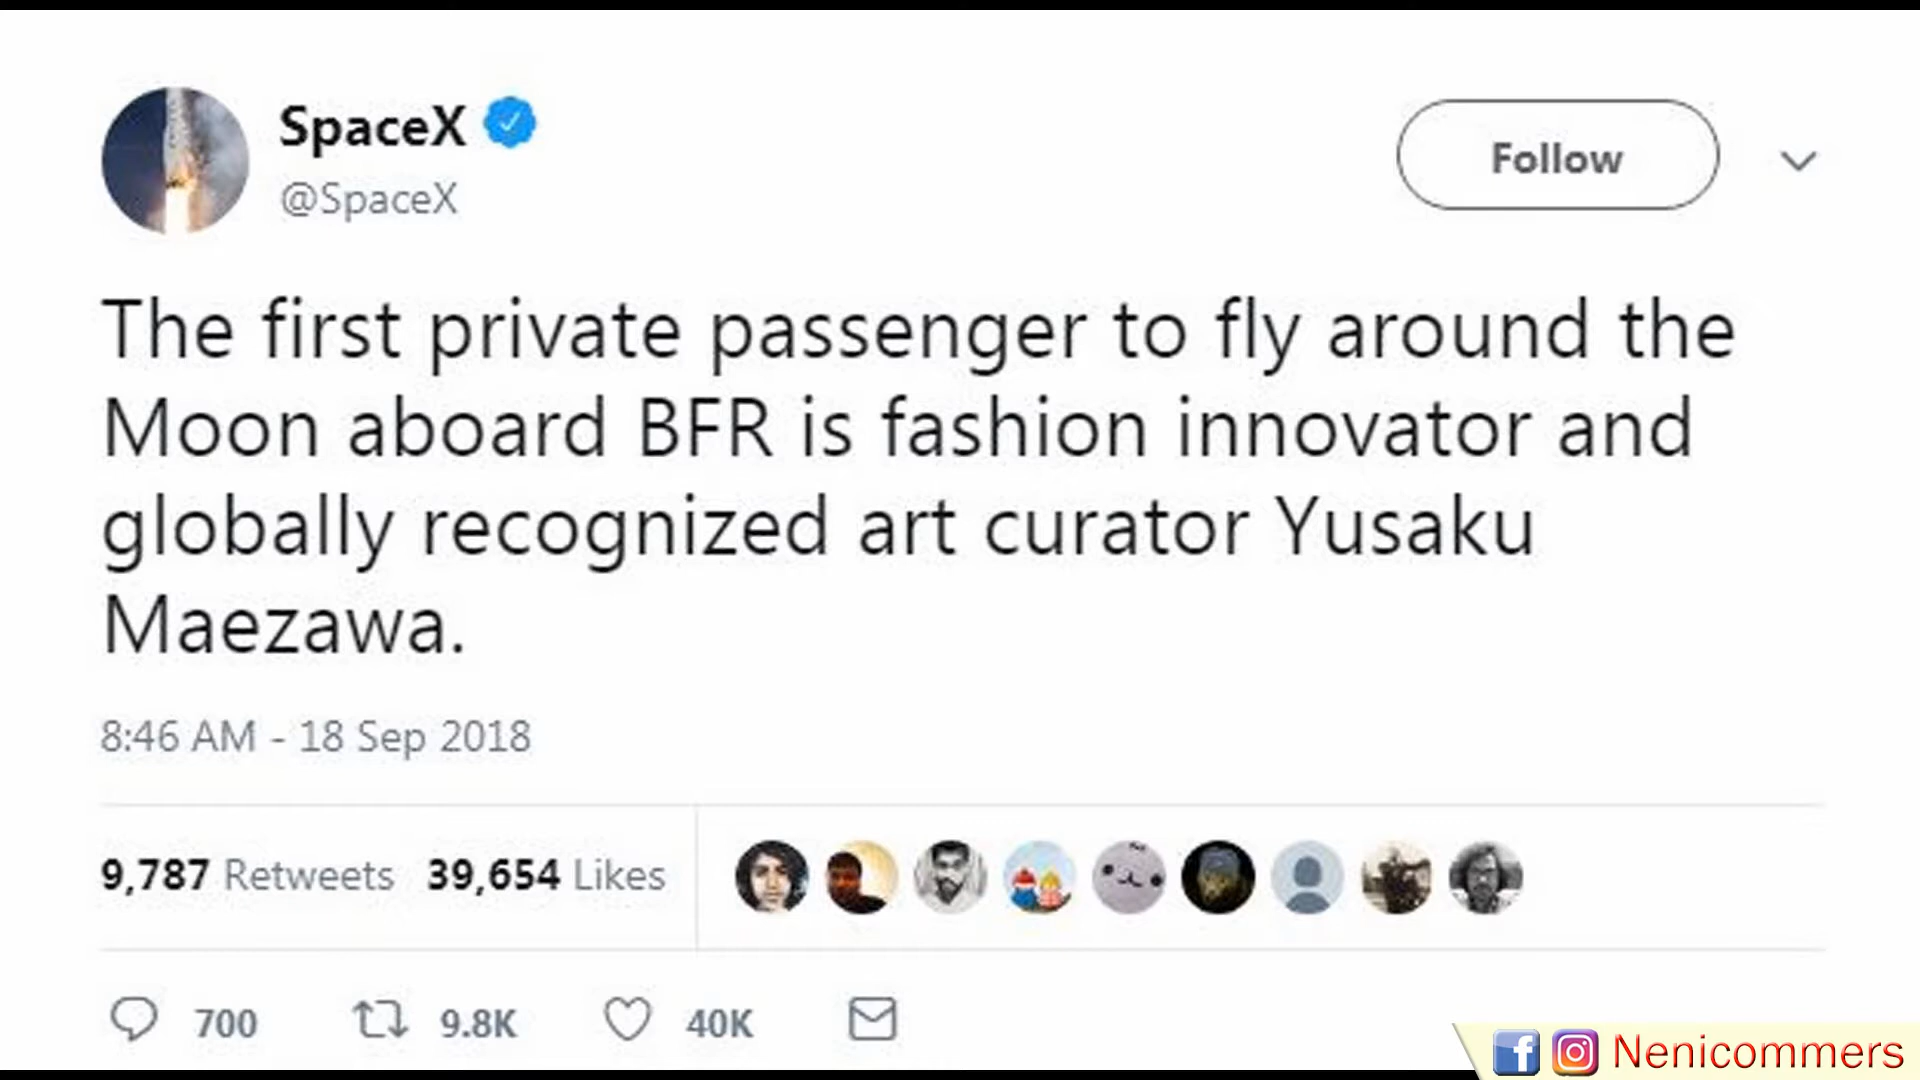 SpaceX
@SpaceX
Follow
The first private passenger to fly around the
Moon aboard BFR is fashion innovator and
globally recognized art curator Yusaku
Maezawa.
8:46 AM - 18 Sep 2018
9,787 Retweets 39,654 Likes
700 9.8K 40K
Nenicommers